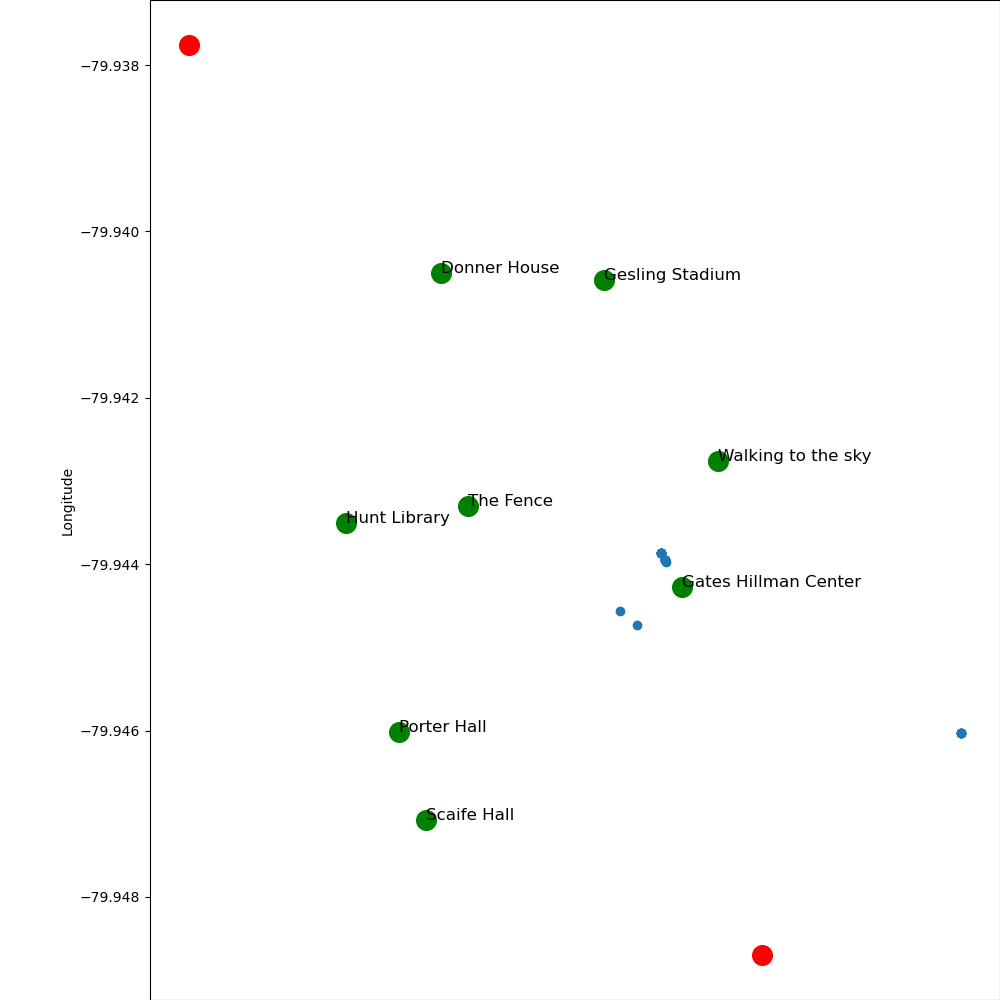 −79.938
−79.940
Donner House
Gesling Stadium
−79.942
Walking to the sky
Longitude
The Fence
Hunt Library
−79.944
Gates Hillman Center
−79.946
Porter Hall
Scaife Hall
−79.948